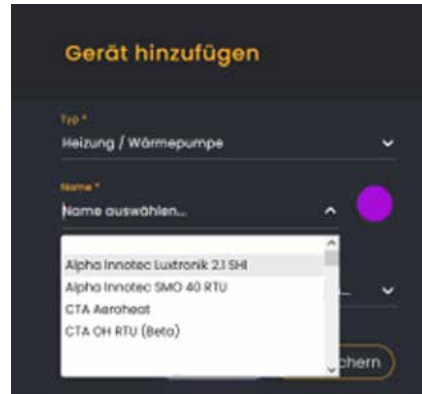 Gerät hinzufügen
Typ *
Heizung / Wärmepumpe
Name *
Name auswählen...
Alpha Innotec Luxtronik 2.1 SHI
Alpha Innotec SMO 40 RTU
CTA Aeroheat
CTA OH RTU (Beta)